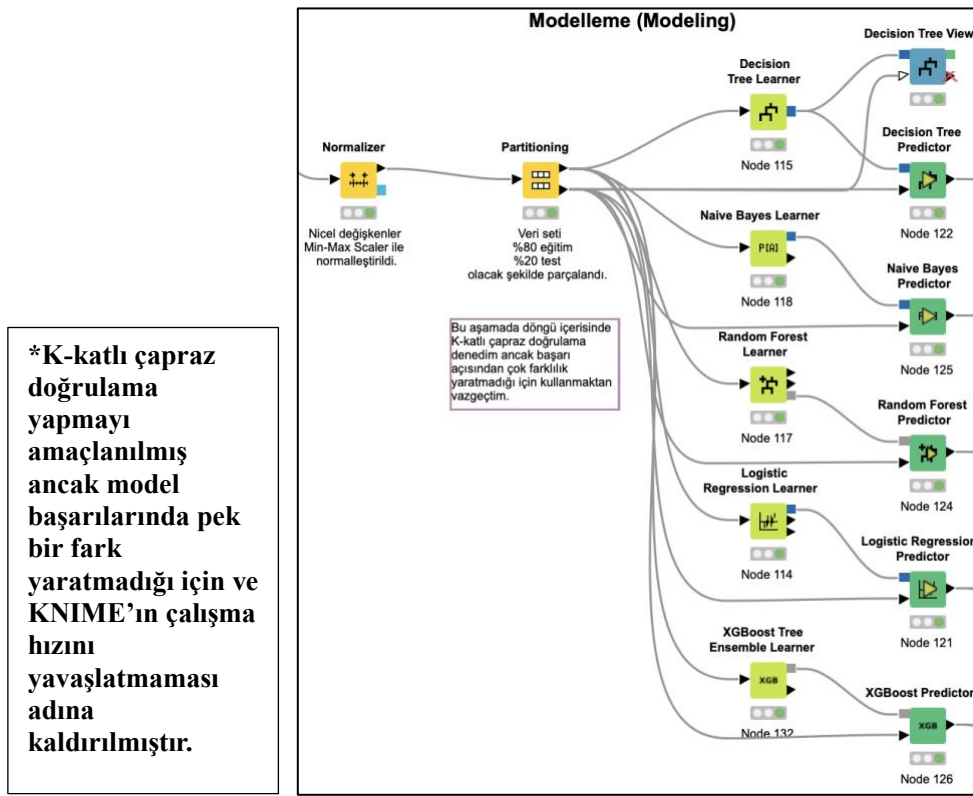 *K-katlı çapraz
doğrulama
yapmayı
amaçlanılmış
ancak model
başarılarında pek
bir fark
yaratmadığı için ve
KNIME’ın çalışma
hızını
yavaşlatmaması
adına
kaldırılmıştır.
Modelleme (Modeling)
Normalizer
Nicel değişkenler
Min-Max Scaler ile
normalleştirildi.
Partitioning
Veri seti
%80 eğitim
%20 test
olacak şekilde parçalandı.
Bu aşamada döngü içerisinde
K-katlı çapraz doğrulama
denedim ancak başarı
açısından çok farklılık
yaratmadığı için kullanmaktan
vazgeçtim.
Decision
Tree Learner
Node 115
Decision Tree View
Decision Tree
Predictor
Node 122
Naive Bayes Learner
P[A]
Node 118
Naive Bayes
Predictor
Node 125
Random Forest
Learner
Node 117
Random Forest
Predictor
Node 124
Logistic
Regression Learner
Node 114
Logistic Regression
Predictor
Node 121
XGBoost Tree
Ensemble Learner
XGB
Node 132
XGBoost Predictor
XGB
Node 126